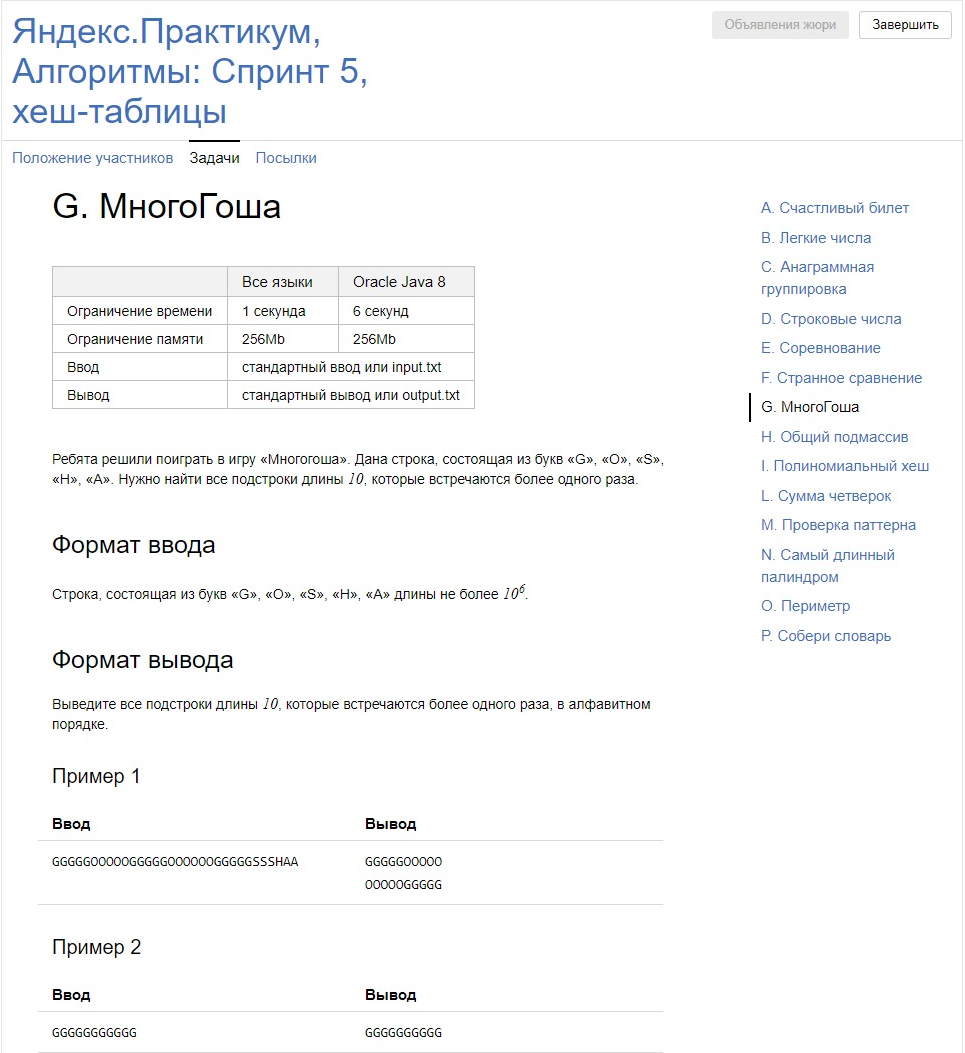 Яндекс.Практикум,
Алгоритмы: Спринт 5,
хеш-таблицы
Объявления жюри
Завершить
Положение участников Задачи Посылки
G. МногоГоша
Все языки Oracle Java 8
Ограничение времени 1 секунда 6 секунд
Ограничение памяти 256Mb 256Mb
Ввод стандартный ввод или input.txt
Вывод стандартный вывод или output.txt
Ребята решили поиграть в игру «Многогоша». Дана строка, состоящая из букв «G», «O», «S»,
«H», «A». Нужно найти все подстроки длины 10, которые встречаются более одного раза.
Формат ввода
Строка, состоящая из букв «G», «O», «S», «H», «A» длины не более 10⁶.
Формат вывода
Выведите все подстроки длины 10, которые встречаются более одного раза, в алфавитном
порядке.
Пример 1
Ввод Вывод
GGGGGOOOOOGGGGGOOOOOOGGGGGSSSHAA GGGGGOOOOO
OOOOOGGGGG
Пример 2
Ввод Вывод
GGGGGGGGGGG GGGGGGGGGG
A. Счастливый билет
B. Легкие числа
C. Анаграммная
группировка
D. Строковые числа
E. Соревнование
F. Странное сравнение
G. МногоГоша
H. Общий подмассив
I. Полиномиальный хеш
L. Сумма четверок
M. Проверка паттерна
N. Самый длинный
палиндром
O. Периметр
P. Собери словарь